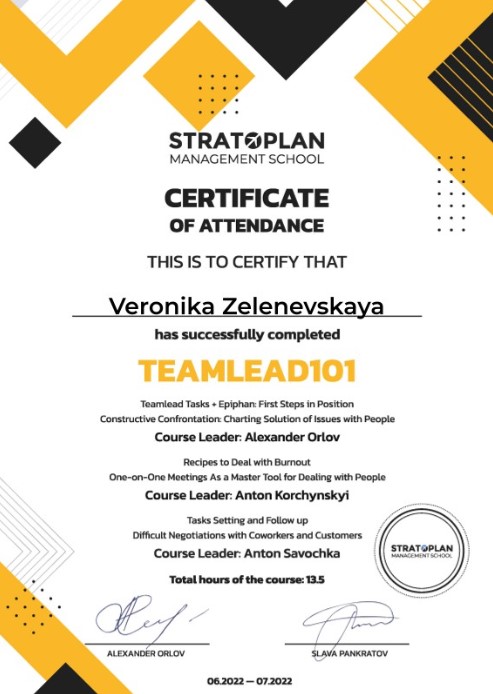 STRATOPLAN
MANAGEMENT SCHOOL
CERTIFICATE
OF ATTENDANCE
THIS IS TO CERTIFY THAT
Veronika Zelenevskaya
has successfully completed
TEAMLEAD101
Teamlead Tasks + Epiphan: First Steps in Position
Constructive Confrontation: Charting Solution of Issues with People
Course Leader: Alexander Orlov
Recipes to Deal with Burnout
One-on-One Meetings As a Master Tool for Dealing with People
Course Leader: Anton Korchynskyi
Tasks Setting and Follow up
Difficult Negotiations with Coworkers and Customers
Course Leader: Anton Savochka
STRATOPLAN
MANAGEMENT SCHOOL
Total hours of the course: 13.5
ALEXANDER ORLOV
SLAVA PANKRATOV
06.2022 — 07.2022